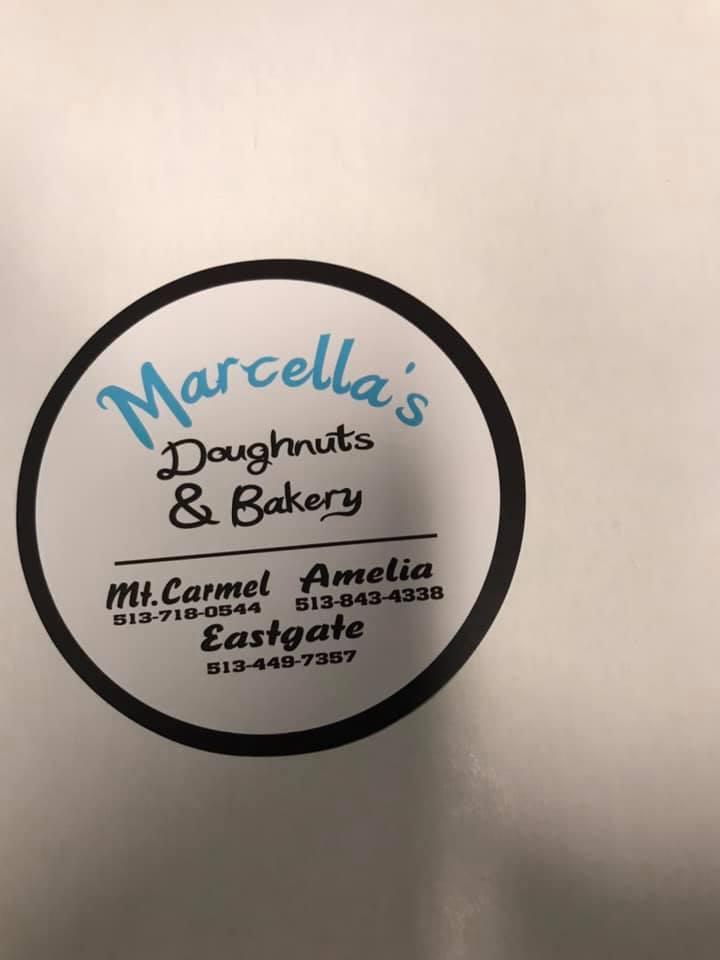 Marcella's
Doughnuts
& Bakery
Mt. Carmel Amelia
513-718-0544 513-843-4338
Eastgate
513-449-7357